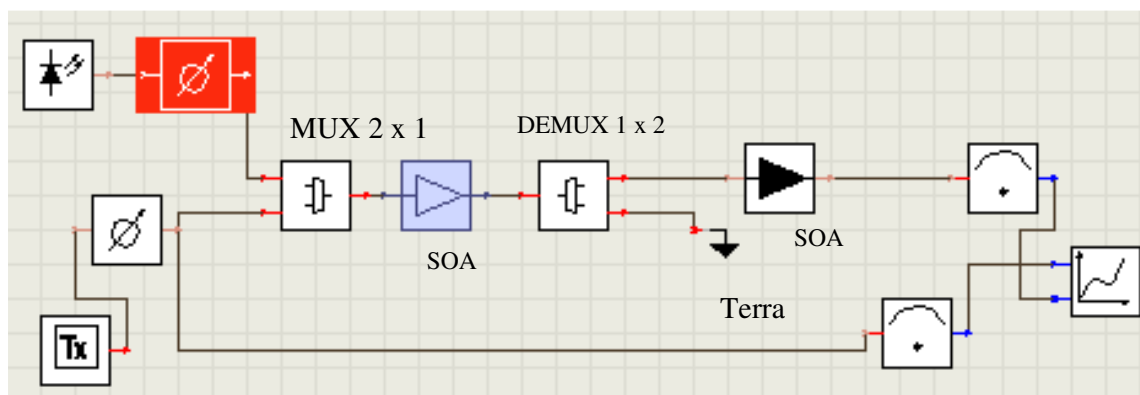 MUX 2 x 1
DEMUX 1 x 2
SOA
SOA
Terra
Tx